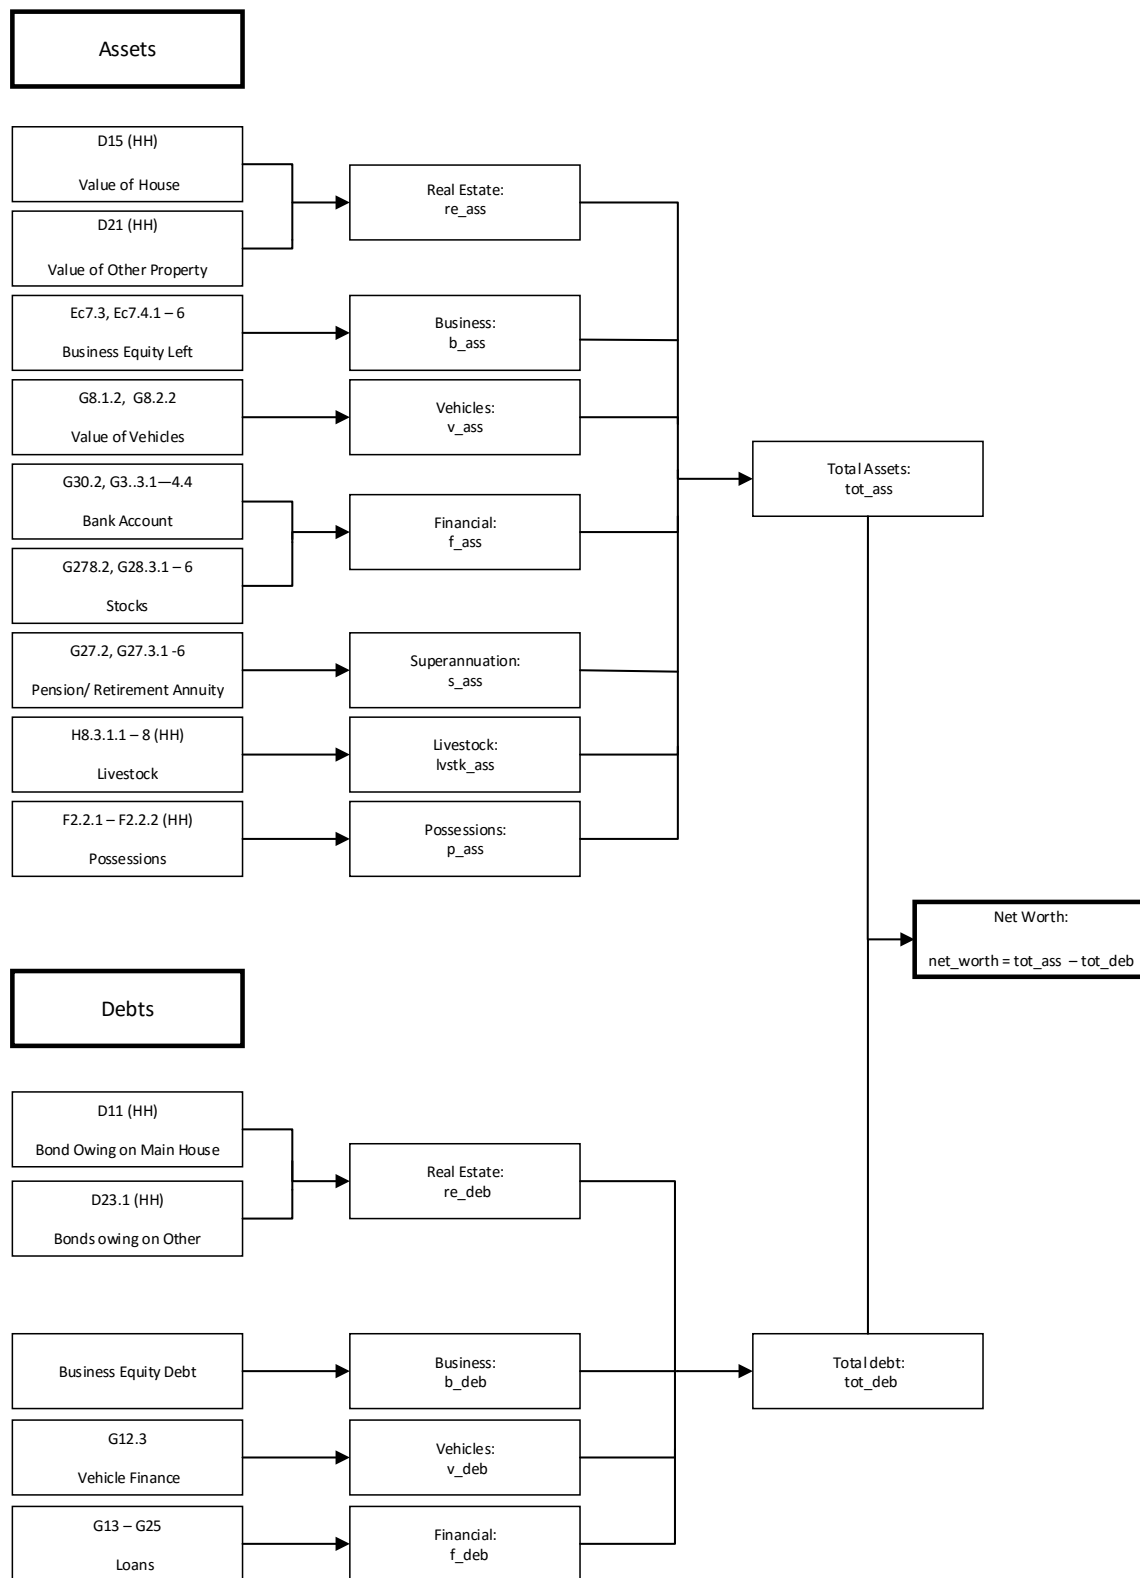 Assets
D15 (HH)
Value of House
D21 (HH)
Value of Other Property
Real Estate:
re_ass
Ec7.3, Ec7.4.1 – 6
Business Equity Left
Business:
b_ass
G8.1.2, G8.2.2
Value of Vehicles
Vehicles:
v_ass
G30.2, G3..3.1—4.4
Bank Account
G278.2, G28.3.1 – 6
Stocks
Financial:
f_ass
G27.2, G27.3.1 -6
Pension/ Retirement Annuity
Superannuation:
s_ass
H8.3.1.1 – 8 (HH)
Livestock
Livestock:
lvstk_ass
F2.2.1 – F2.2.2 (HH)
Possessions
Possessions:
p_ass
Total Assets:
tot_ass
Net Worth:
net_worth = tot_ass – tot_deb
Debts
D11 (HH)
Bond Owing on Main House
D23.1 (HH)
Bonds owing on Other
Real Estate:
re_deb
Business Equity Debt
Business:
b_deb
G12.3
Vehicle Finance
Vehicles:
v_deb
G13 – G25
Loans
Financial:
f_deb
Total debt:
tot_deb